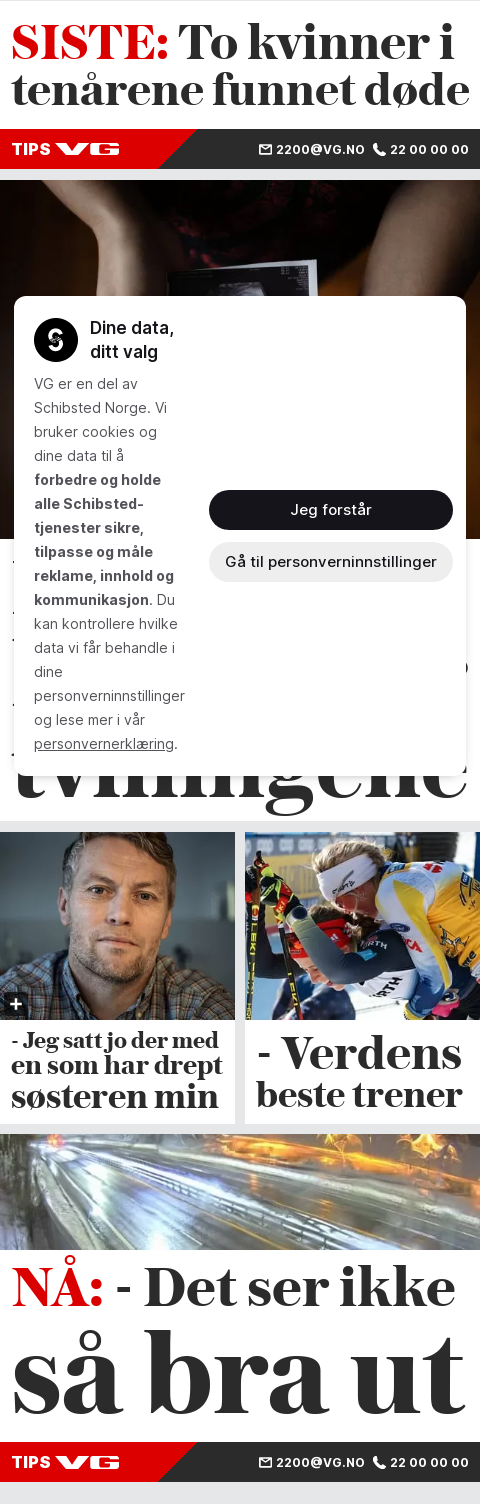 SISTE: To kvinner i
tenårene funnet døde
TIPS VG 2200@VG.NO 22 00 00 00
Dine data,
ditt valg
VG er en del av
Schibsted Norge. Vi
bruker cookies og
dine data til å
forbedre og holde
alle Schibsted-
tjenester sikre,
tilpasse og måle
reklame, innhold og
kommunikasjon. Du
kan kontrollere hvilke
data vi får behandle i
dine
personverninnstillinger
og lese mer i vår
personvernerklæring.
Jeg forstår
Gå til personverninnstillinger
tvillingene
- Jeg satt jo der med
en som har drept
søsteren min
- Verdens
beste trener
NÅ: - Det ser ikke
så bra ut
TIPS VG 2200@VG.NO 22 00 00 00